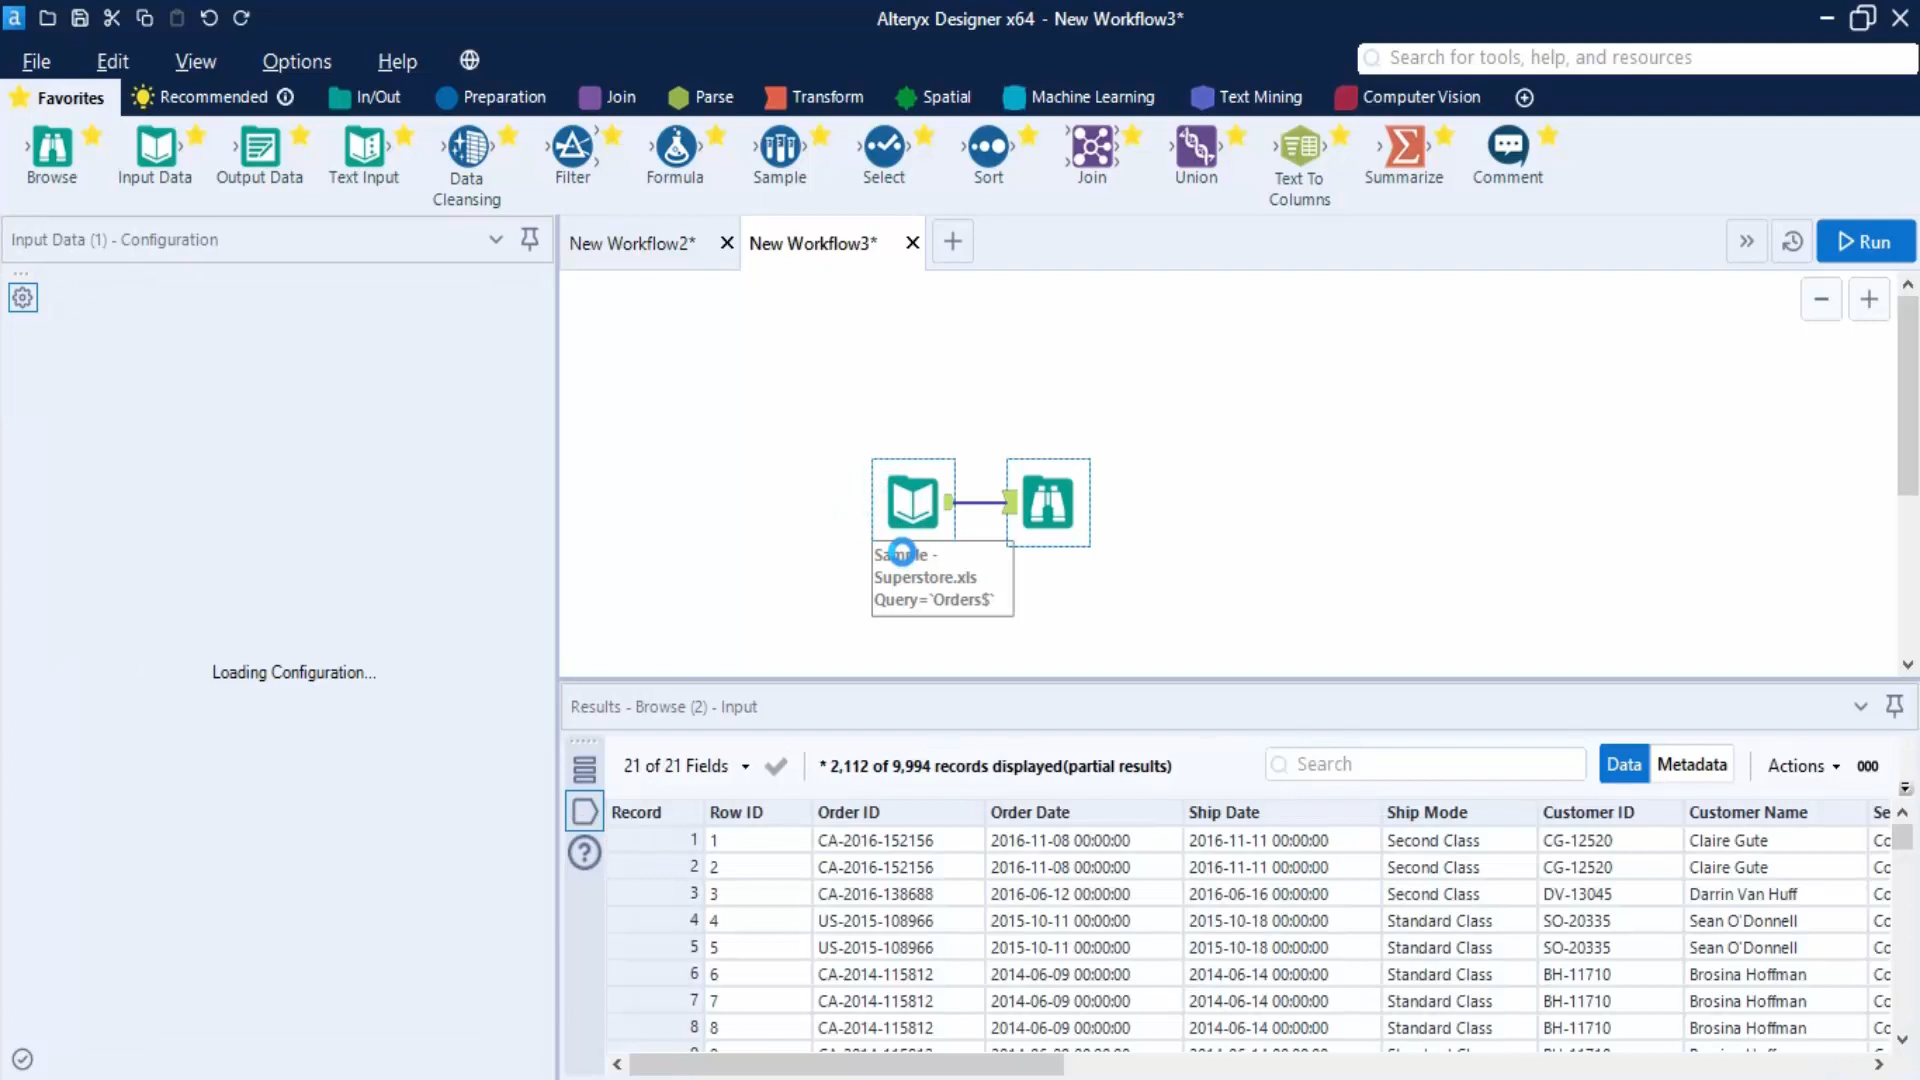 Alteryx Designer x64 - New Workflow3*
File Edit View Options Help
Search for tools, help, and resources
Favorites Recommended In/Out Preparation Join Parse Transform Spatial Machine Learning Text Mining Computer Vision
Browse Input Data Output Data Text Input Data Cleansing Filter Formula Sample Select Sort Join Union Text To Columns Summarize Comment
Input Data (1) - Configuration
New Workflow2* New Workflow3*
Run
Loading Configuration...
Sample -
Superstore.xls
Query=`Orders$`
Results - Browse (2) - Input
21 of 21 Fields * 2,112 of 9,994 records displayed(partial results) Search Data Metadata Actions 000
Record Row ID Order ID Order Date Ship Date Ship Mode Customer ID Customer Name Se
1 1 CA-2016-152156 2016-11-08 00:00:00 2016-11-11 00:00:00 Second Class CG-12520 Claire Gute Cc
2 2 CA-2016-152156 2016-11-08 00:00:00 2016-11-11 00:00:00 Second Class CG-12520 Claire Gute Cc
3 3 CA-2016-138688 2016-06-12 00:00:00 2016-06-16 00:00:00 Second Class DV-13045 Darrin Van Huff Cc
4 4 US-2015-108966 2015-10-11 00:00:00 2015-10-18 00:00:00 Standard Class SO-20335 Sean O'Donnell Cc
5 5 US-2015-108966 2015-10-11 00:00:00 2015-10-18 00:00:00 Standard Class SO-20335 Sean O'Donnell Cc
6 6 CA-2014-115812 2014-06-09 00:00:00 2014-06-14 00:00:00 Standard Class BH-11710 Brosina Hoffman Cc
7 7 CA-2014-115812 2014-06-09 00:00:00 2014-06-14 00:00:00 Standard Class BH-11710 Brosina Hoffman Cc
8 8 CA-2014-115812 2014-06-09 00:00:00 2014-06-14 00:00:00 Standard Class BH-11710 Brosina Hoffman Cc